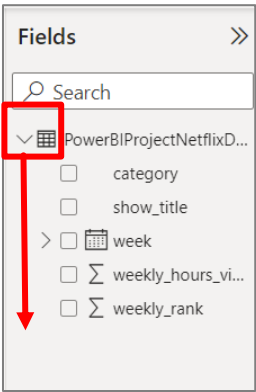 Fields
Search
PowerBIProjectNetflixD...
category
show_title
week
weekly_hours_vi...
weekly_rank